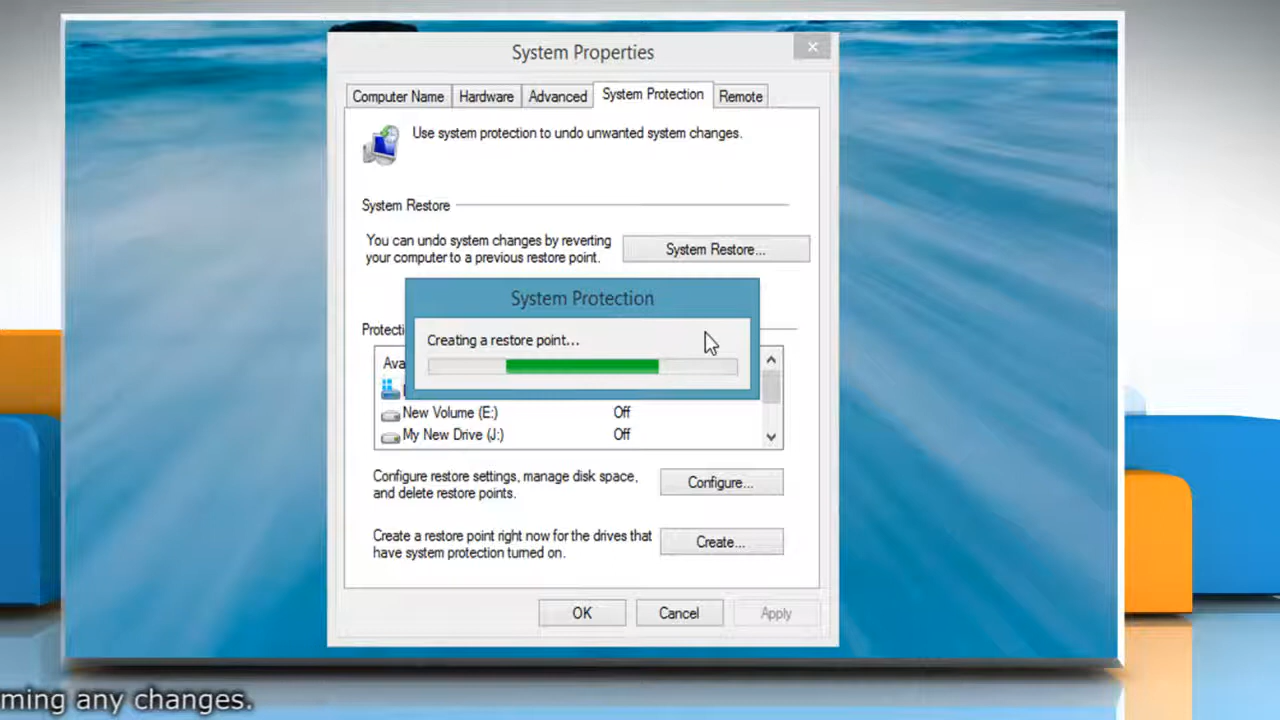 System Properties
Computer Name
Hardware
Advanced
System Protection
Remote
Use system protection to undo unwanted system changes.
System Restore
You can undo system changes by reverting
your computer to a previous restore point.
System Restore...
System Protection
Protecti
Creating a restore point...
Ava
New Volume (E:) Off
My New Drive (J:) Off
Configure restore settings, manage disk space,
and delete restore points.
Configure...
Create a restore point right now for the drives that
have system protection turned on.
Create...
OK
Cancel
Apply
ming any changes.